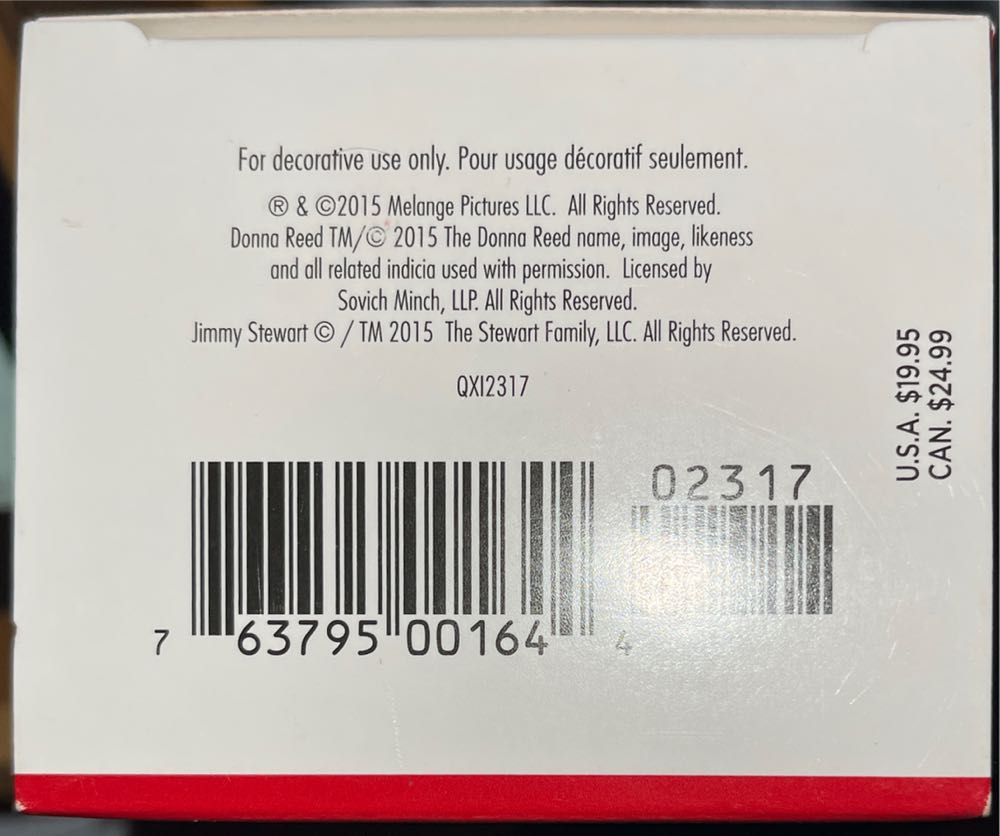 For decorative use only. Pour usage décoratif seulement.
® & ©2015 Melange Pictures LLC. All Rights Reserved.
Donna Reed TM/© 2015 The Donna Reed name, image, likeness
and all related indicia used with permission. Licensed by
Sovich Minch, LLP. All Rights Reserved.
Jimmy Stewart © / TM 2015 The Stewart Family, LLC. All Rights Reserved.
QXI2317
U.S.A. $19.95
CAN. $24.99
02317
7 63795 00164 4